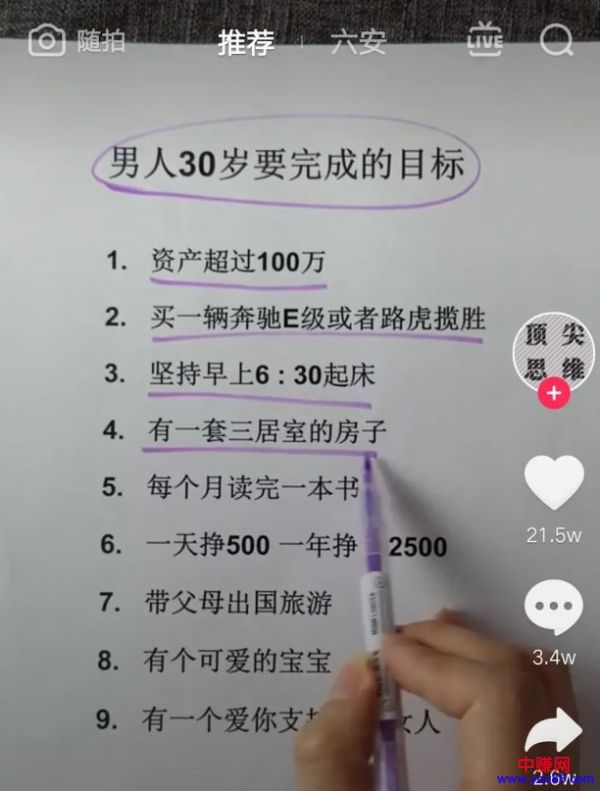 随拍 推荐 六安 LIVE
男人30岁要完成的目标
1. 资产超过100万
2. 买一辆奔驰E级或者路虎揽胜
3. 坚持早上6 : 30起床
顶尖
思维
4. 有一套三居室的房子
5. 每个月读完一本书
21.5w
6. 一天挣500 一年挣 2500
7. 带父母出国旅游
3.4w
8. 有个可爱的宝宝
9. 有一个爱你支 女人
中赚网
2.6w